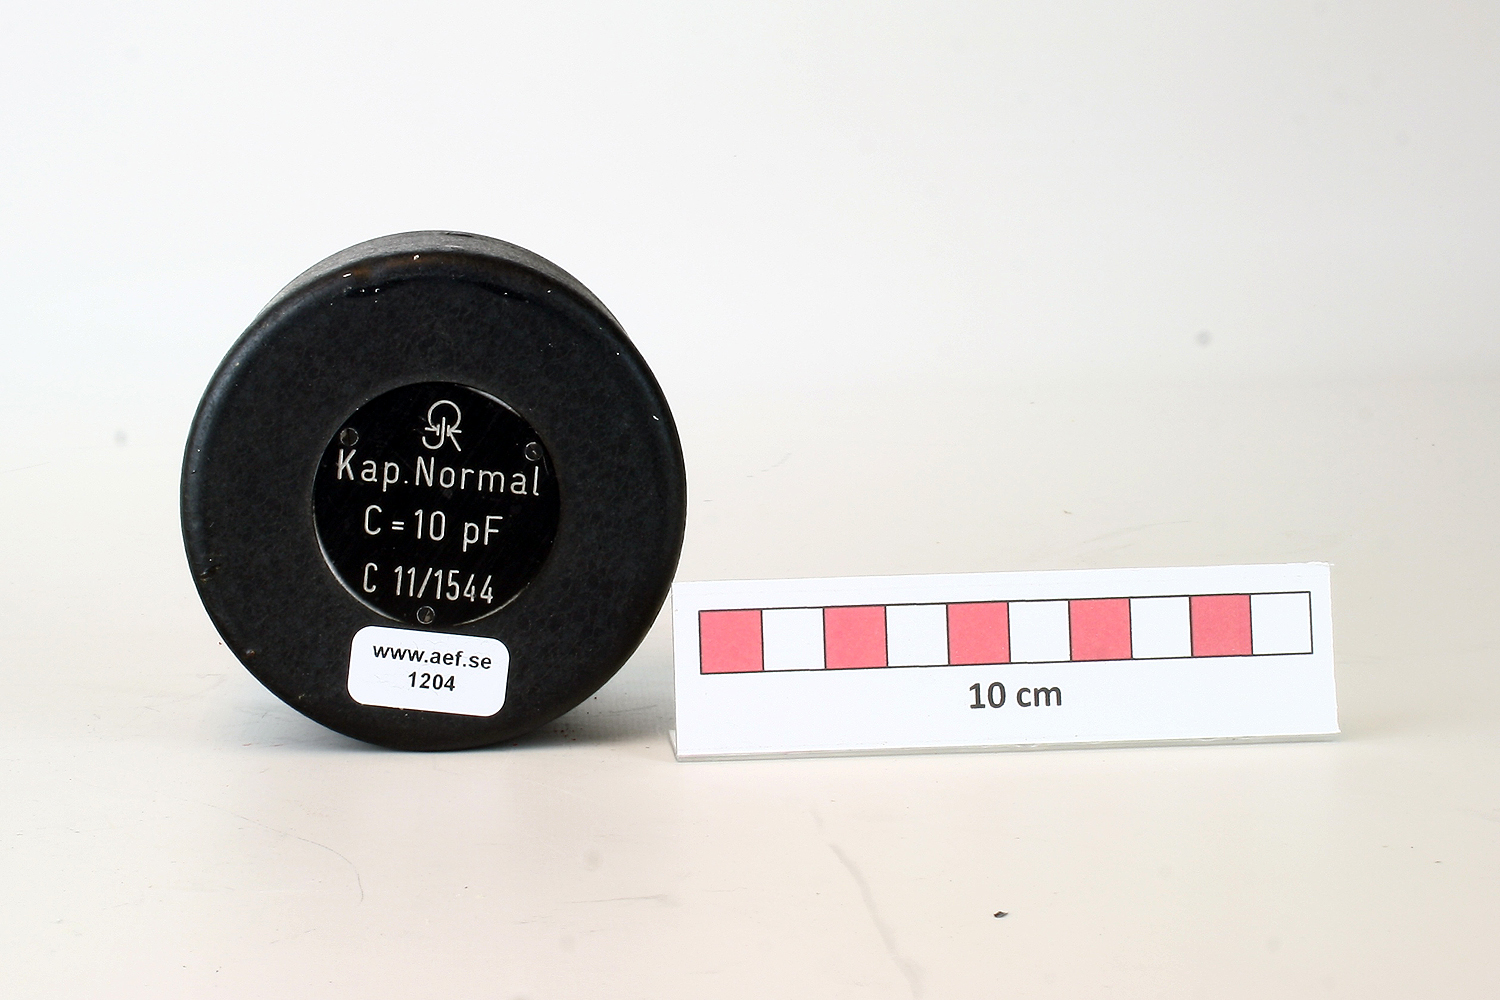 Kap. Normal
C = 10 pF
C 11/1544
www.aef.se
1204
10 cm